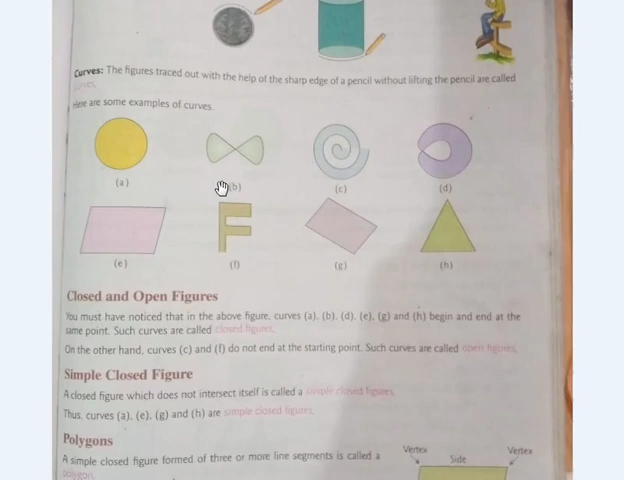 Curves: The figures traced out with the help of the sharp edge of a pencil without lifting the pencil are called
curves.
Here are some examples of curves.
(a) (b) (c) (d)
(e) (f) (g) (h)
Closed and Open Figures
You must have noticed that in the above figure, curves (a), (b), (d), (e), (g) and (h) begin and end at the
same point. Such curves are called closed figures.
On the other hand, curves (c) and (f) do not end at the starting point. Such curves are called open figures.
Simple Closed Figure
A closed figure which does not intersect itself is called a simple closed figures.
Thus, curves (a), (e), (g) and (h) are simple closed figures.
Polygons
A simple closed figure formed of three or more line segments is called a
polygon.
Vertex Side Vertex